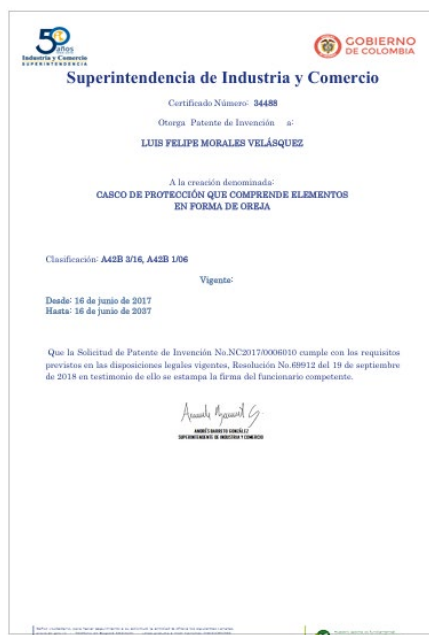 50
años
Industria y Comercio
SUPERINTENDENCIA
GOBIERNO
DE COLOMBIA
Superintendencia de Industria y Comercio
Certificado Número: 34488
Otorga Patente de Invención a:
LUIS FELIPE MORALES VELÁSQUEZ
A la creación denominada:
CASCO DE PROTECCIÓN QUE COMPRENDE ELEMENTOS
EN FORMA DE OREJA
Clasificación: A42B 3/16, A42B 1/06
Vigente:
Desde: 16 de junio de 2017
Hasta: 16 de junio de 2037
Que la Solicitud de Patente de Invención No.NC2017/0006010 cumple con los requisitos
previstos en las disposiciones legales vigentes, Resolución No.69912 del 19 de septiembre
de 2018 en testimonio de ello se estampa la firma del funcionario competente.
ANDRÉS BARRETO GONZÁLEZ
SUPERINTENDENTE DE INDUSTRIA Y COMERCIO